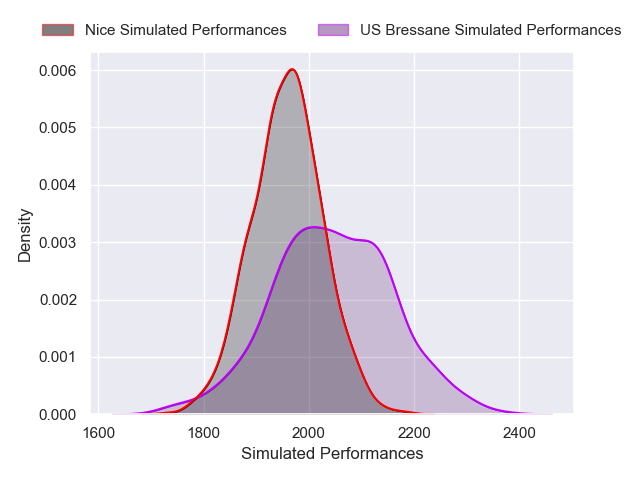 Nice Simulated Performances US Bressane Simulated Performances
0.006
0.005
0.004
0.003
0.002
0.001
0.000
Density
1600 1800 2000 2200 2400
Simulated Performances